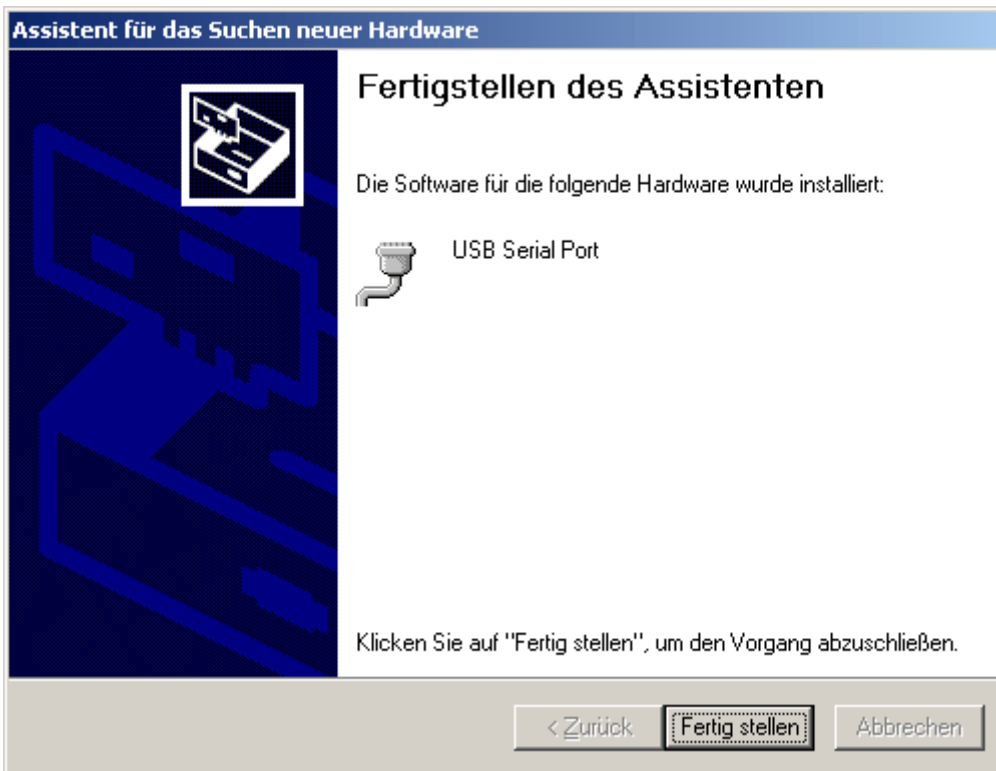 Assistent für das Suchen neuer Hardware
Fertigstellen des Assistenten
Die Software für die folgende Hardware wurde installiert:
USB Serial Port
Klicken Sie auf "Fertig stellen", um den Vorgang abzuschließen.
< Zurück
Fertig stellen
Abbrechen